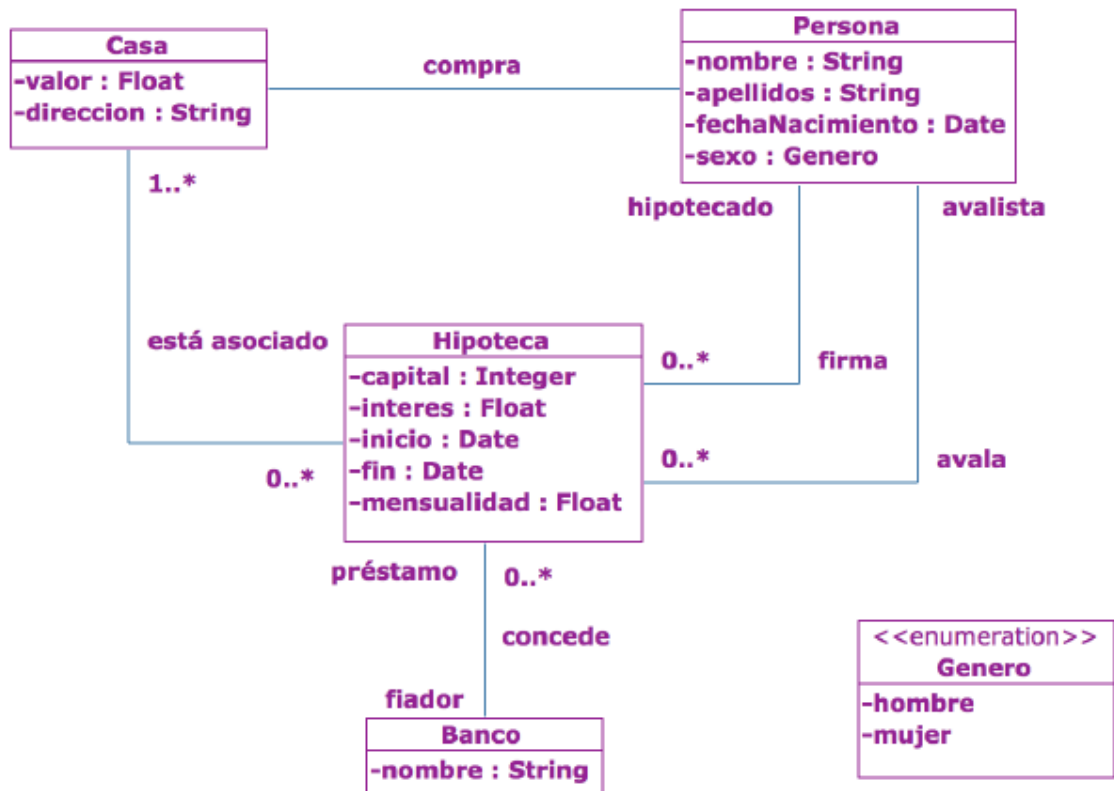 Casa
-valor : Float
-direccion : String
compra
Persona
-nombre : String
-apellidos : String
-fechaNacimiento : Date
-sexo : Genero
1..*
hipotecado
avalista
está asociado
0..*
Hipoteca
-capital : Integer
-interes : Float
-inicio : Date
-fin : Date
-mensualidad : Float
0..*
firma
0..*
avala
préstamo
0..*
concede
fiador
Banco
-nombre : String
<<enumeration>>
Genero
-hombre
-mujer